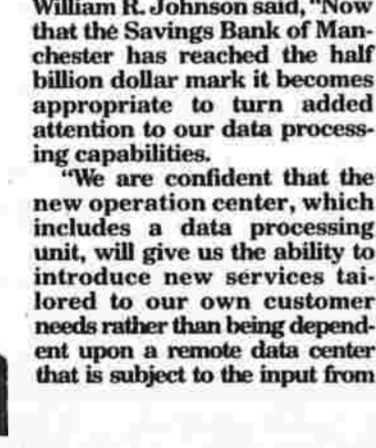 William R. Johnson said, "Now
that the Savings Bank of Man-
chester has reached the half
billion dollar mark it becomes
appropriate to turn added
attention to our data process-
ing capabilities.
"We are confident that the
new operation center, which
includes a data processing
unit, will give us the ability to
introduce new services tai-
lored to our own customer
needs rather than being depend-
ent upon a remote data center
that is subject to the input from